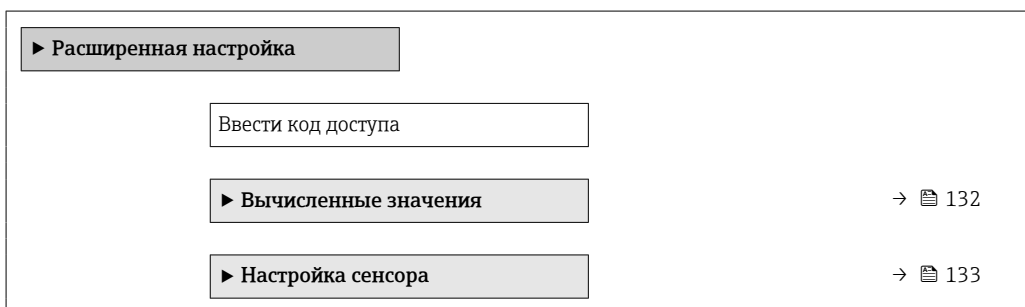 ▶ Расширенная настройка
Ввести код доступа
▶ Вычисленные значения → 🖺 132
▶ Настройка сенсора → 🖺 133